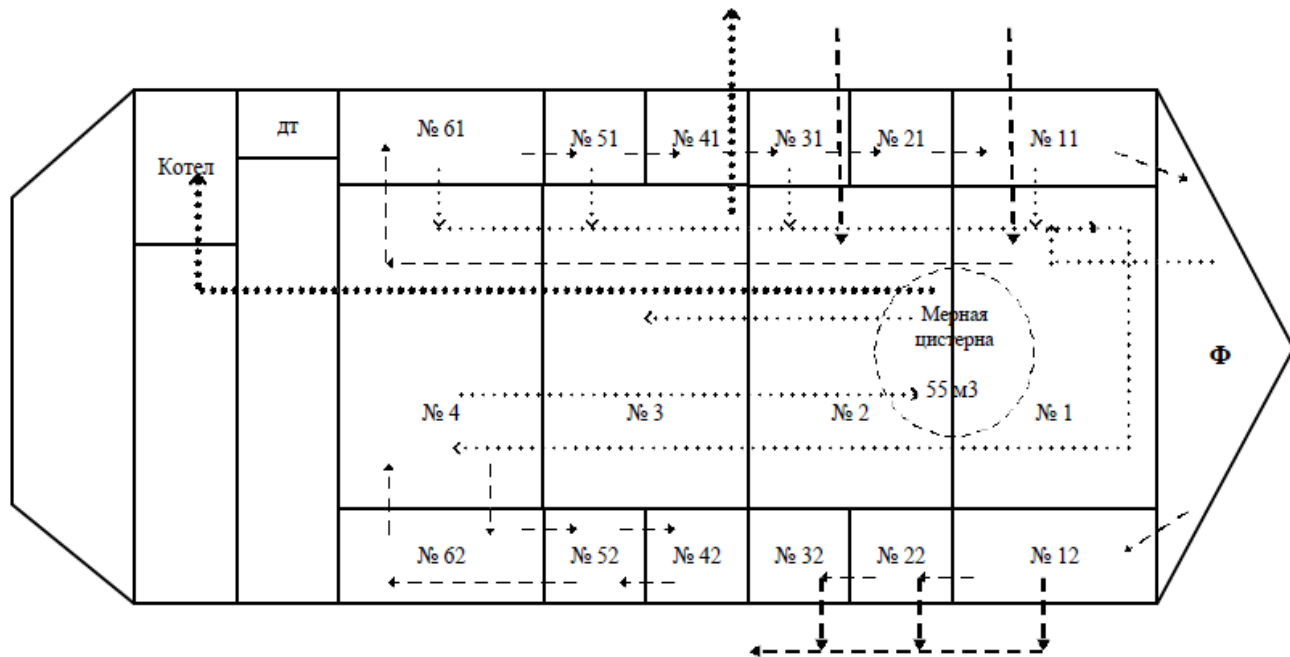 дт
№ 61
№ 51
№ 41
№ 31
№ 21
№ 11
Котел
Мерная
цистерна
Ф
55 м3
№ 4
№ 3
№ 2
№ 1
№ 62
№ 52
№ 42
№ 32
№ 22
№ 12